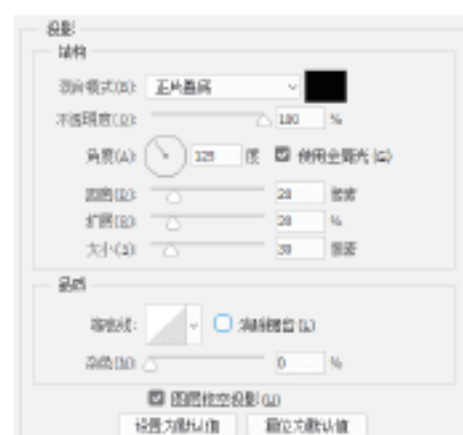 投影
结构
混合模式(B): 正片叠底
不透明度(O): 100 %
角度(A): 125 度 使用全局光 (G)
距离(D): 20 像素
扩展(R): 20 %
大小(S): 30 像素
品质
等高线: 消除锯齿 (L)
杂色(N): 0 %
图层挖空投影(U)
设置为默认值 复位为默认值